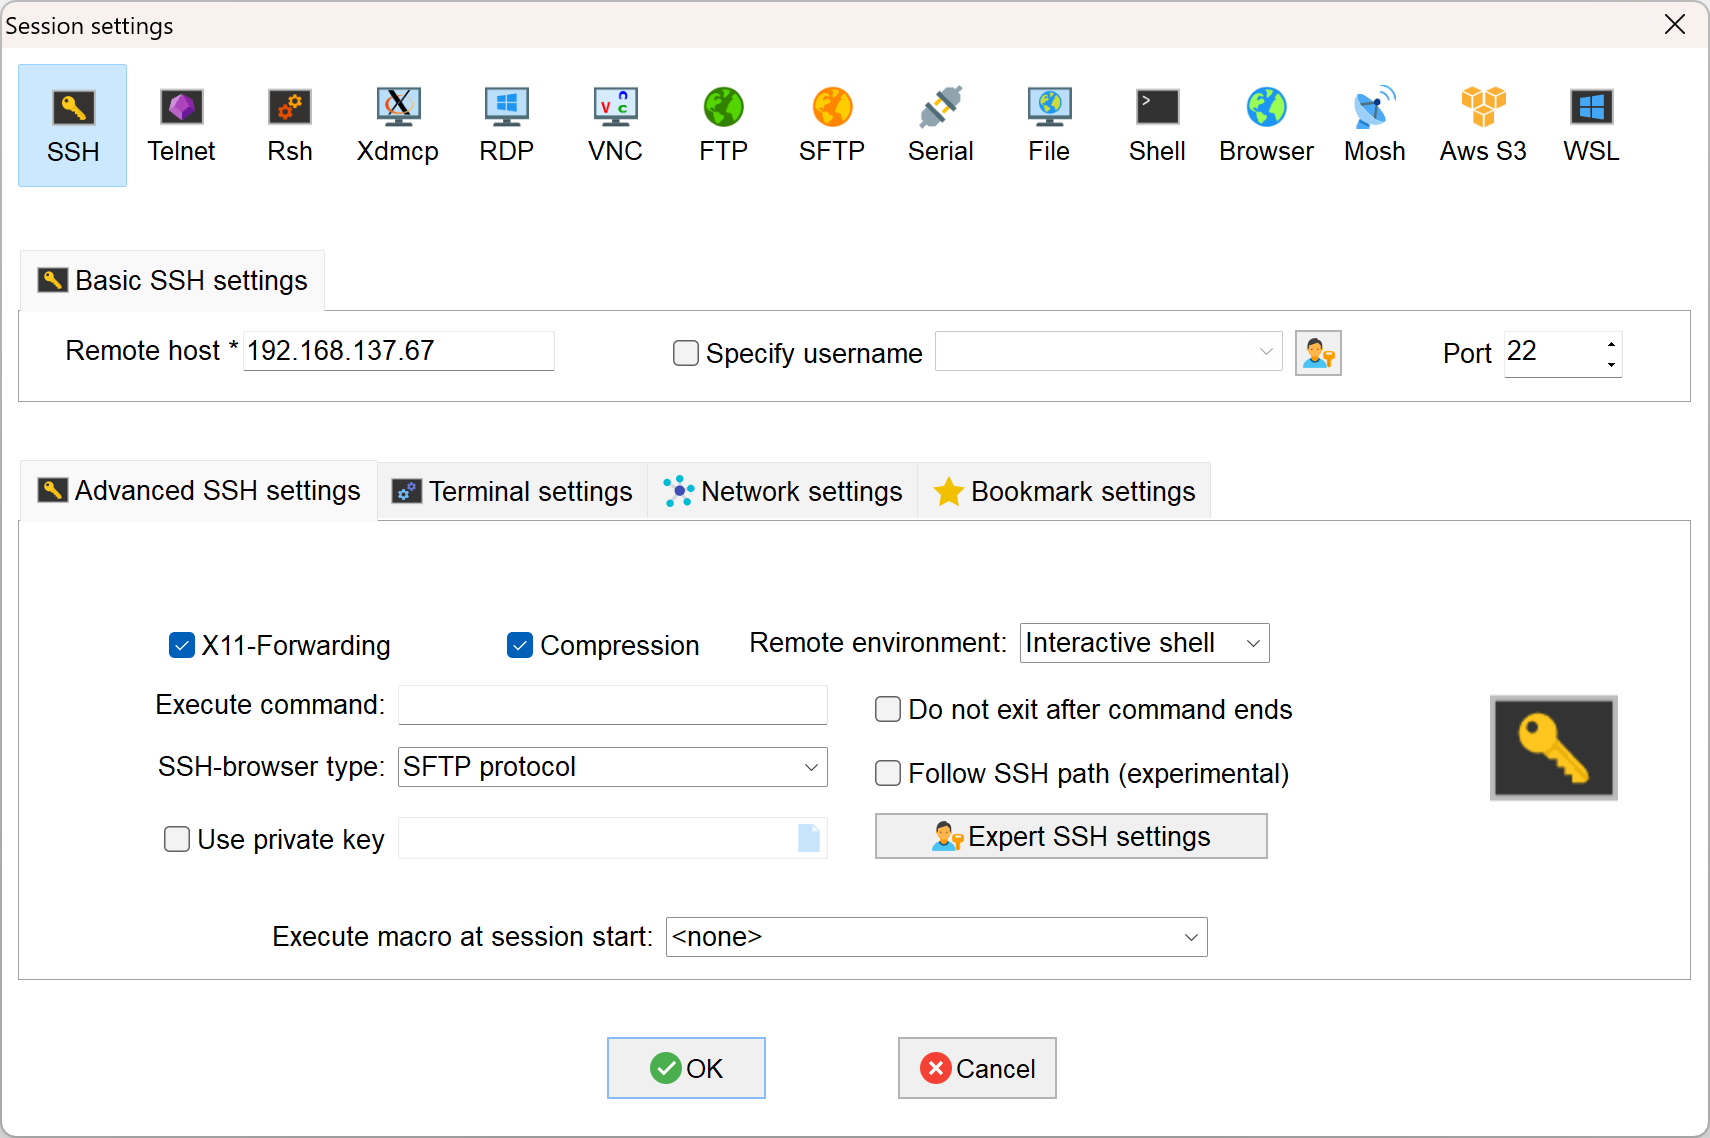 Session settings
SSH Telnet Rsh Xdmcp RDP VNC FTP SFTP Serial File Shell Browser Mosh Aws S3 WSL
Basic SSH settings
Remote host * 192.168.137.67 Specify username Port 22
Advanced SSH settings Terminal settings Network settings Bookmark settings
X11-Forwarding Compression Remote environment: Interactive shell
Execute command: Do not exit after command ends
SSH-browser type: SFTP protocol Follow SSH path (experimental)
Use private key Expert SSH settings
Execute macro at session start: <none>
OK Cancel